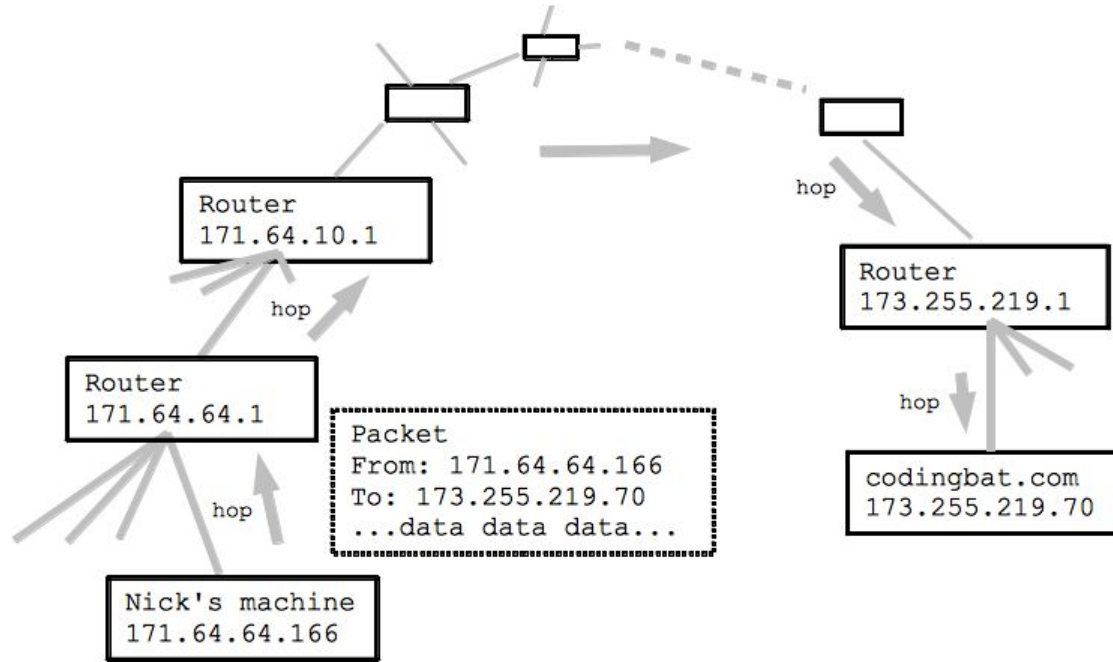 hop
Router
171.64.10.1
Router
173.255.219.1
hop
Router
171.64.64.1
hop
Packet
From: 171.64.64.166
To: 173.255.219.70
...data data data...
codingbat.com
173.255.219.70
hop
Nick's machine
171.64.64.166